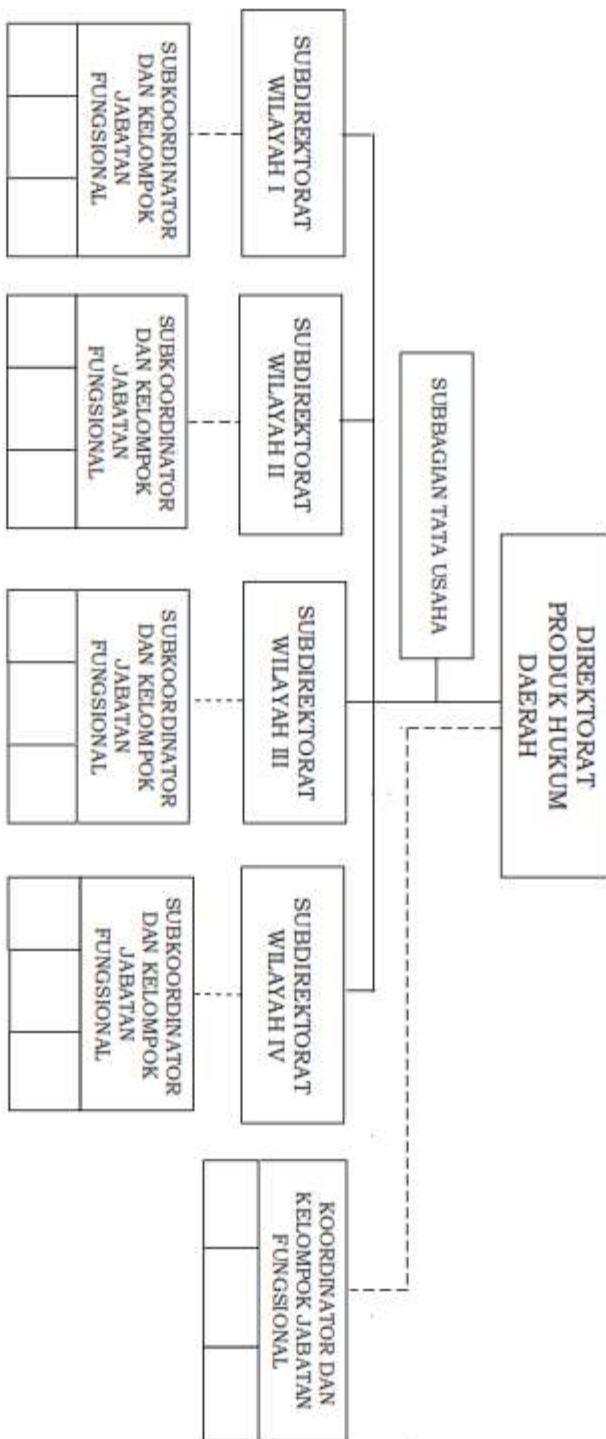 DIREKTORAT
PRODUK HUKUM
DAERAH
SUBBAGIAN TATA USAHA
SUBDIREKTORAT
WILAYAH I
SUBDIREKTORAT
WILAYAH II
SUBDIREKTORAT
WILAYAH III
SUBDIREKTORAT
WILAYAH IV
KOORDINATOR DAN
KELOMPOK JABATAN
FUNGSIONAL
SUBKOORDINATOR
DAN KELOMPOK
JABATAN
FUNGSIONAL
SUBKOORDINATOR
DAN KELOMPOK
JABATAN
FUNGSIONAL
SUBKOORDINATOR
DAN KELOMPOK
JABATAN
FUNGSIONAL
SUBKOORDINATOR
DAN KELOMPOK
JABATAN
FUNGSIONAL